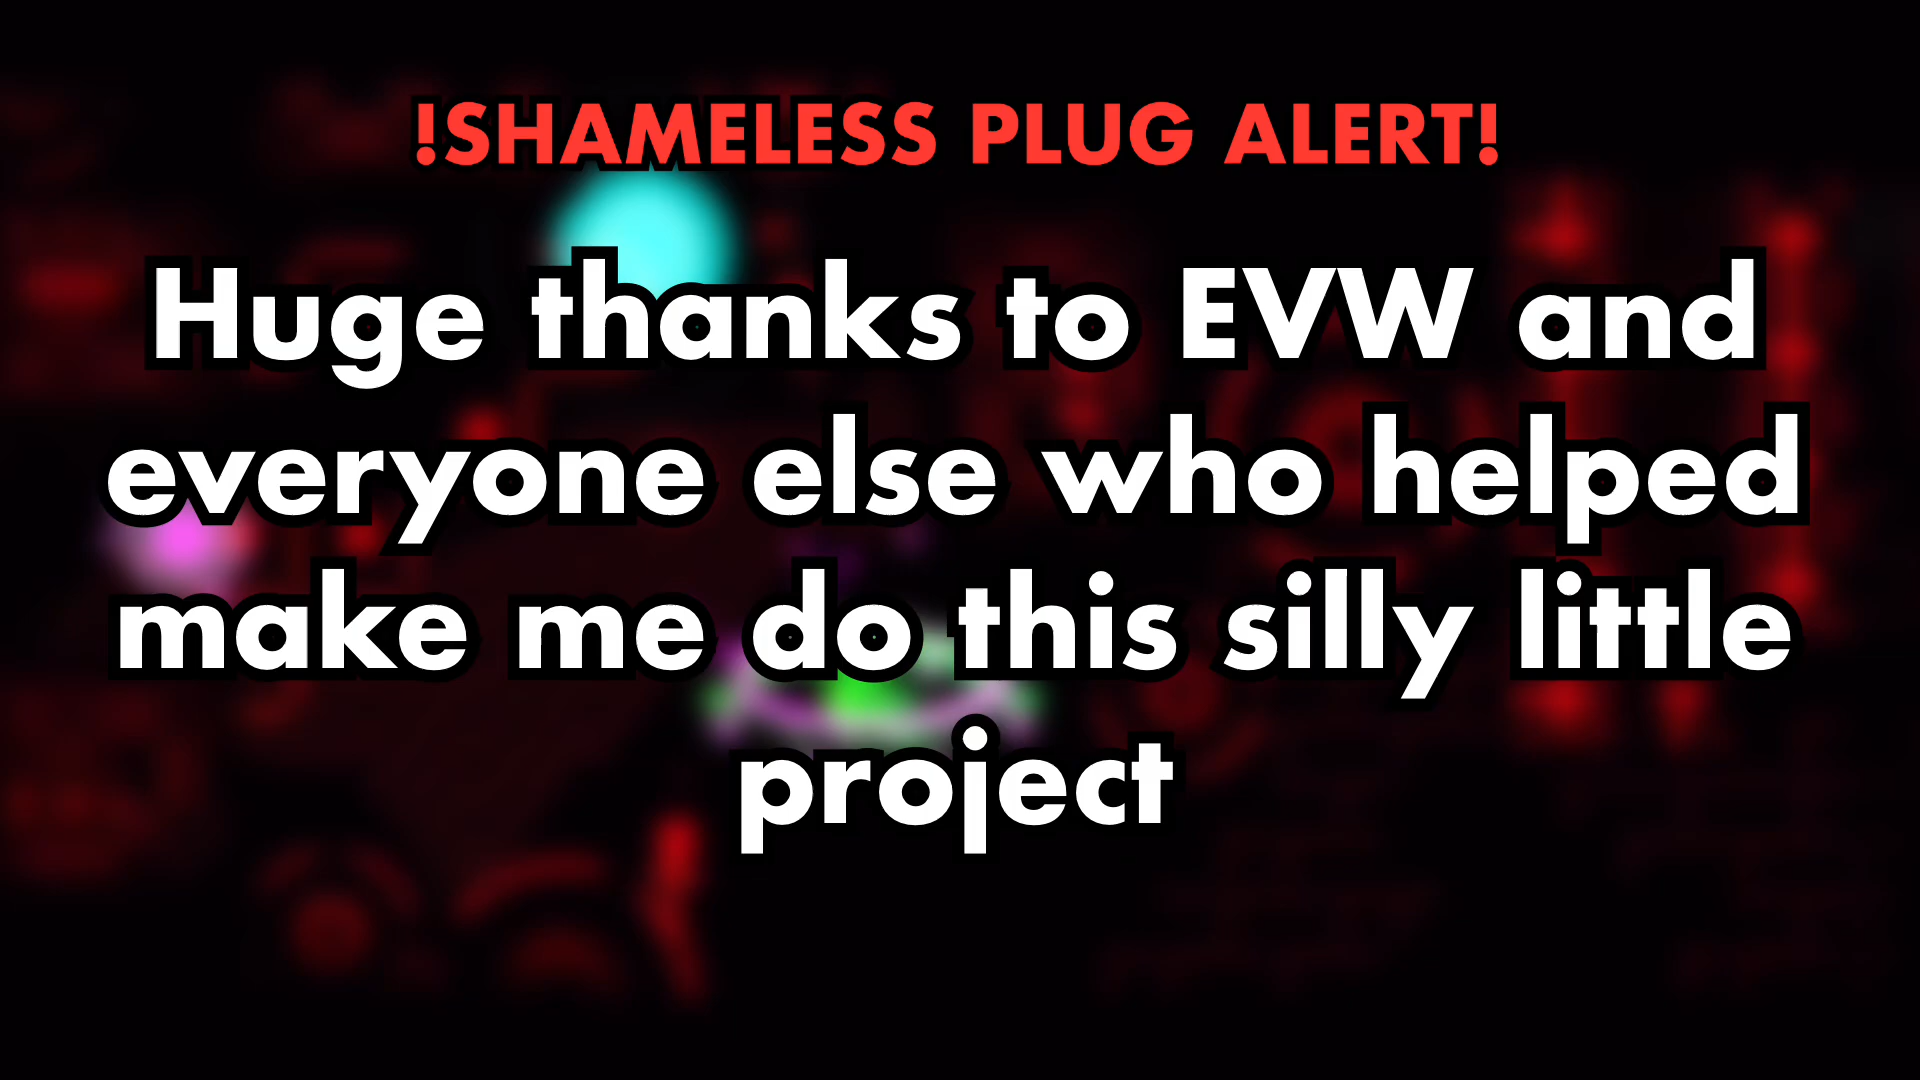 !SHAMELESS PLUG ALERT!
Huge thanks to EVW and
everyone else who helped
make me do this silly little
project